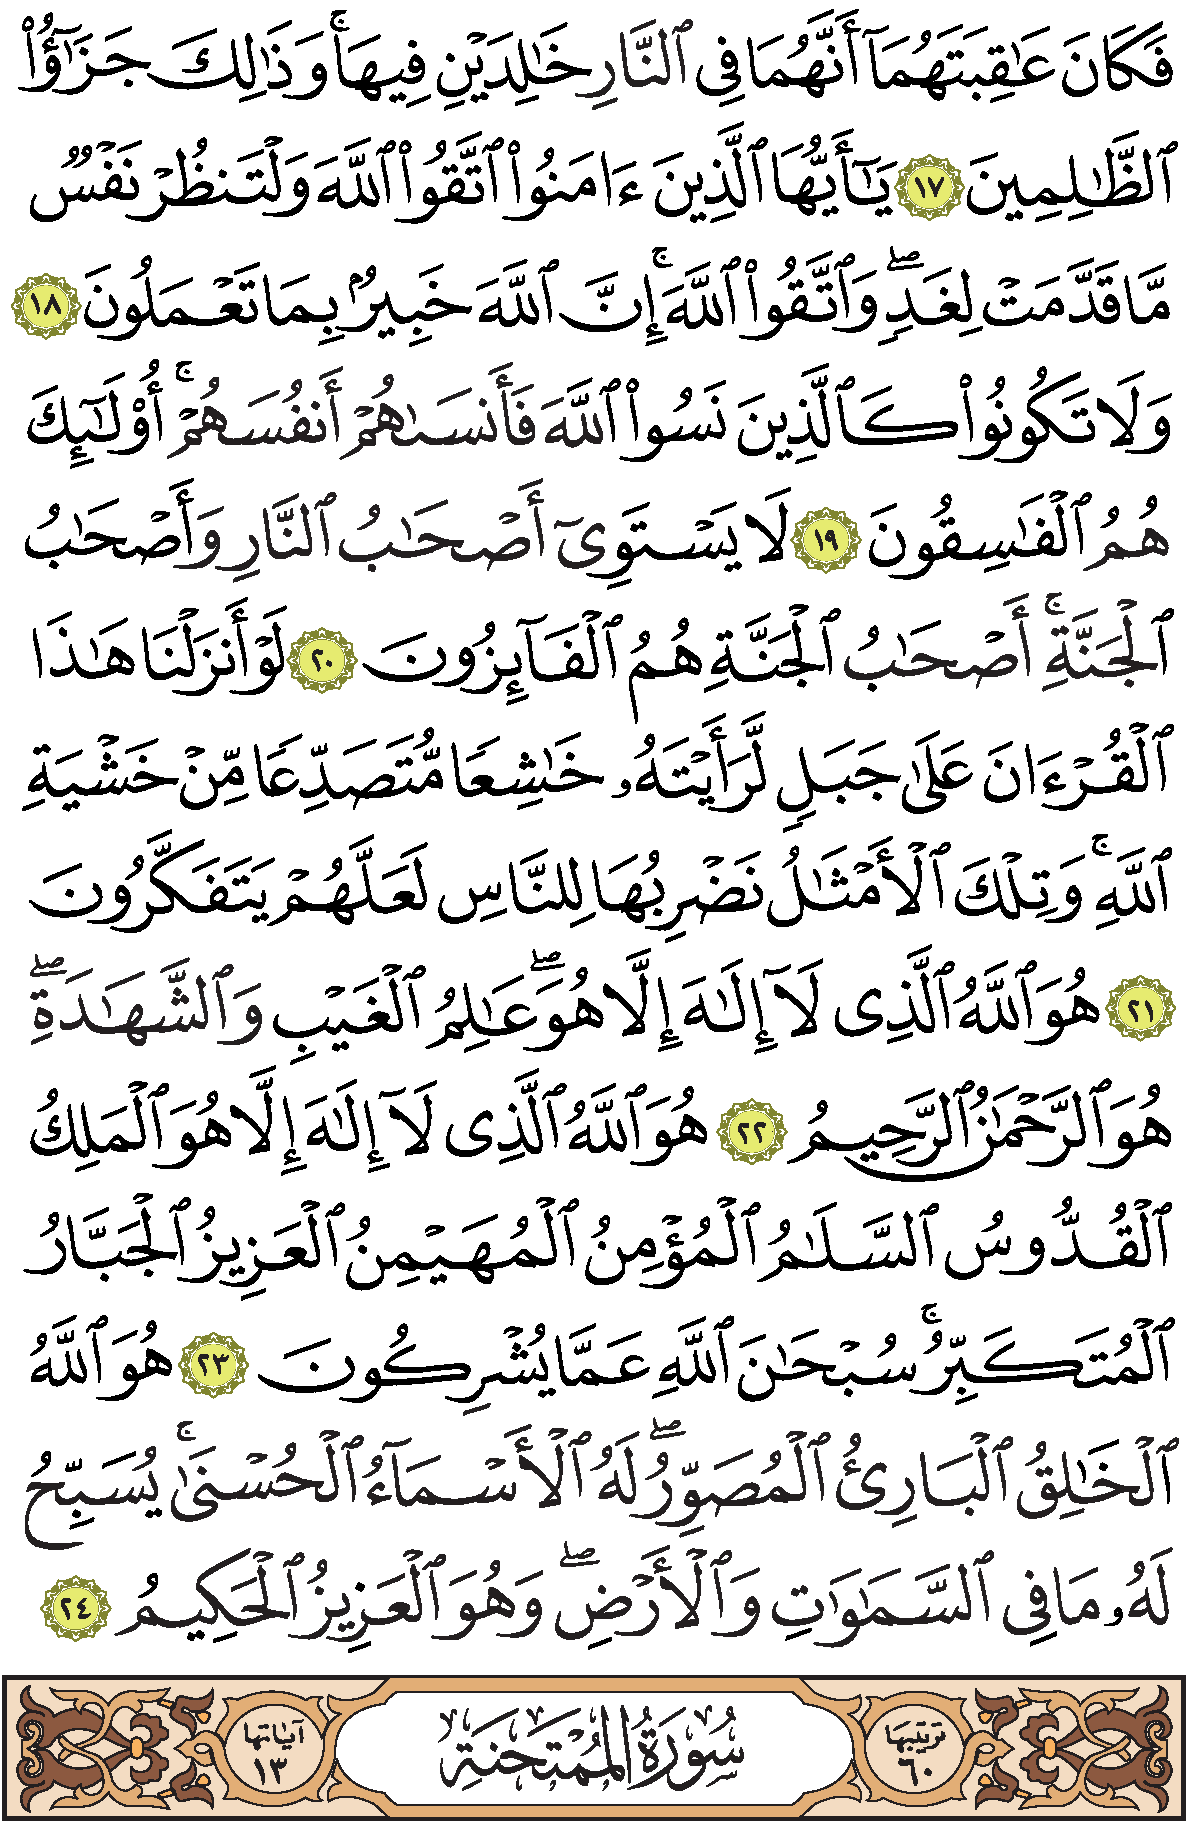 فَكَانَ عَٰقِبَتَهُمَآ أَنَّهُمَا فِى ٱلنَّارِ خَٰلِدَيْنِ فِيهَا ۚ وَذَٰلِكَ جَزَٰٓؤُا۟
ٱلظَّٰلِمِينَ ١٧ يَٰٓأَيُّهَا ٱلَّذِينَ ءَامَنُوا۟ ٱتَّقُوا۟ ٱللَّهَ وَلْتَنظُرْ نَفْسٌ
مَّا قَدَّمَتْ لِغَدٍ ۖ وَٱتَّقُوا۟ ٱللَّهَ ۚ إِنَّ ٱللَّهَ خَبِيرٌۢ بِمَا تَعْمَلُونَ ١٨
وَلَا تَكُونُوا۟ كَٱلَّذِينَ نَسُوا۟ ٱللَّهَ فَأَنسَىٰهُمْ أَنفُسَهُمْ ۚ أُو۟لَٰٓئِكَ
هُمُ ٱلْفَٰسِقُونَ ١٩ لَا يَسْتَوِىٓ أَصْحَٰبُ ٱلنَّارِ وَأَصْحَٰبُ
ٱلْجَنَّةِ ۚ أَصْحَٰبُ ٱلْجَنَّةِ هُمُ ٱلْفَآئِزُونَ ٢٠ لَوْ أَنزَلْنَا هَٰذَا
ٱلْقُرْءَانَ عَلَىٰ جَبَلٍ لَّرَأَيْتَهُۥ خَٰشِعًا مُّتَصَدِّعًا مِّنْ خَشْيَةِ
ٱللَّهِ ۚ وَتِلْكَ ٱلْأَمْثَٰلُ نَضْرِبُهَا لِلنَّاسِ لَعَلَّهُمْ يَتَفَكَّرُونَ
٢١ هُوَ ٱللَّهُ ٱلَّذِى لَآ إِلَٰهَ إِلَّا هُوَ ۖ عَٰلِمُ ٱلْغَيْبِ وَٱلشَّهَٰدَةِ ۖ
هُوَ ٱلرَّحْمَٰنُ ٱلرَّحِيمُ ٢٢ هُوَ ٱللَّهُ ٱلَّذِى لَآ إِلَٰهَ إِلَّا هُوَ ٱلْمَلِكُ
ٱلْقُدُّوسُ ٱلسَّلَٰمُ ٱلْمُؤْمِنُ ٱلْمُهَيْمِنُ ٱلْعَزِيزُ ٱلْجَبَّارُ
ٱلْمُتَكَبِّرُ ۚ سُبْحَٰنَ ٱللَّهِ عَمَّا يُشْرِكُونَ ٢٣ هُوَ ٱللَّهُ
ٱلْخَٰلِقُ ٱلْبَارِئُ ٱلْمُصَوِّرُ ۖ لَهُ ٱلْأَسْمَآءُ ٱلْحُسْنَىٰ ۚ يُسَبِّحُ
لَهُۥ مَا فِى ٱلسَّمَٰوَٰتِ وَٱلْأَرْضِ ۖ وَهُوَ ٱلْعَزِيزُ ٱلْحَكِيمُ ٢٤
ترتيبها ٦٠ سُورَةُ المُمْتَحنَةِ آياتها ١٣